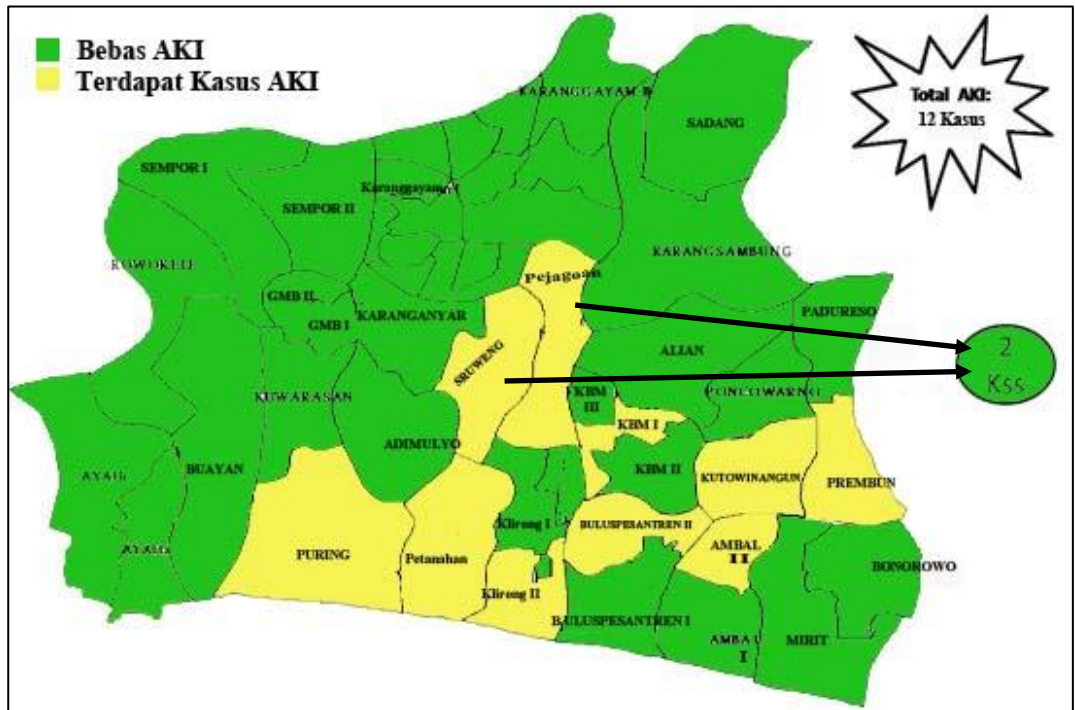 Bebas AKI
Terdapat Kasus AKI
Total AKI:
12 Kasus
KARANGGAYAM II
SADANG
SEMPOR I
Karanggayam I
SEMPOR II
KARANGSAMBUNG
ROWOKELE
Pejagoan
GMB II
GMB I
KARANGANYAR
PADURESO
ALIAN
2
Kss
SRUWENG
KUWARASAN
KBM
III
PONCOWARNO
KBM I
ADIMULYO
KBM II
AYAH
BUAYAN
KUTOWINANGUN
PREMBUN
Klirong I
BULUSPESANTREN II
PURING
Petanahan
AMBAL
II
BONOROWO
Klirong II
BULUSPESANTREN I
AMBAL
I
MIRIT